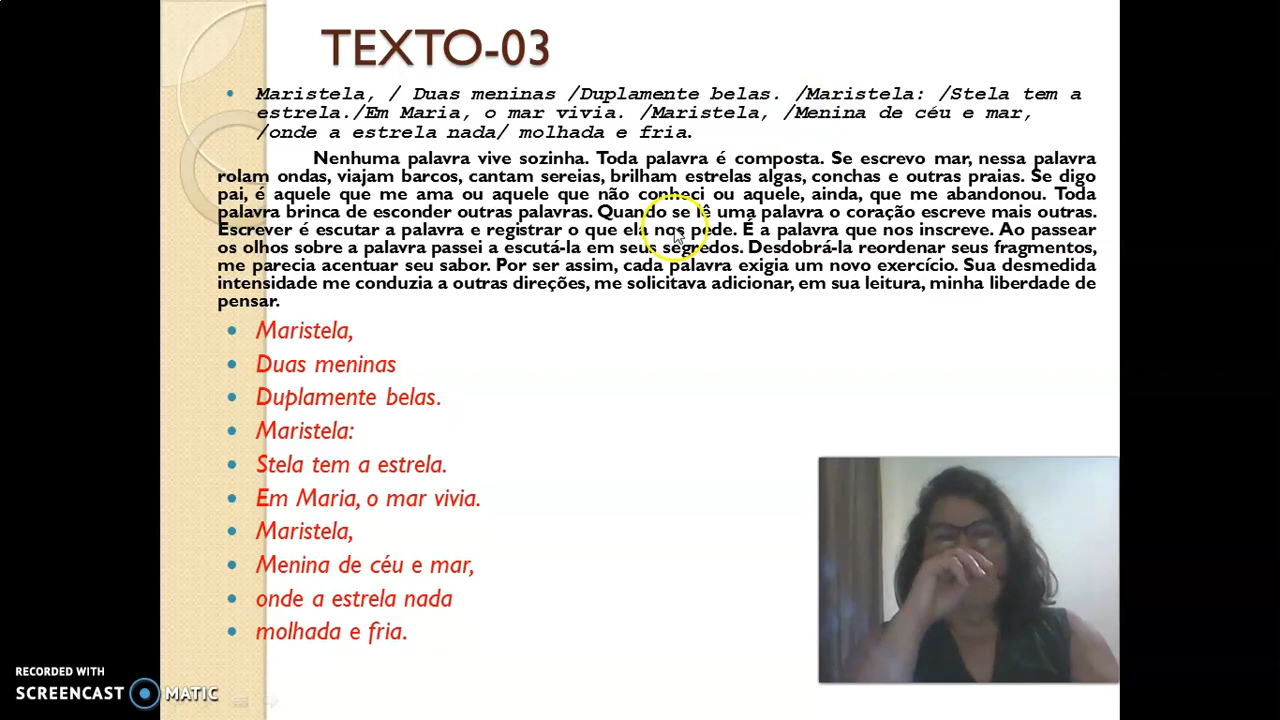 TEXTO-03
Maristela, / Duas meninas /Duplamente belas. /Maristela: /Stela tem a
estrela./Em Maria, o mar vivia. /Maristela, /Menina de céu e mar,
/onde a estrela nada/ molhada e fria.
Nenhuma palavra vive sozinha. Toda palavra é composta. Se escrevo mar, nessa palavra
rolam ondas, viajam barcos, cantam sereias, brilham estrelas algas, conchas e outras praias. Se digo
pai, é aquele que me ama ou aquele que não conheci ou aquele, ainda, que me abandonou. Toda
palavra brinca de esconder outras palavras. Quando se lê uma palavra o coração escreve mais outras.
Escrever é escutar a palavra e registrar o que ela nos pede. É a palavra que nos inscreve. Ao passear
os olhos sobre a palavra passei a escutá-la em seus segredos. Desdobrá-la reordenar seus fragmentos,
me parecia acentuar seu sabor. Por ser assim, cada palavra exigia um novo exercício. Sua desmedida
intensidade me conduzia a outras direções, me solicitava adicionar, em sua leitura, minha liberdade de
pensar.
Maristela,
Duas meninas
Duplamente belas.
Maristela:
Stela tem a estrela.
Em Maria, o mar vivia.
Maristela,
Menina de céu e mar,
onde a estrela nada
molhada e fria.
RECORDED WITH
SCREENCAST MATIC